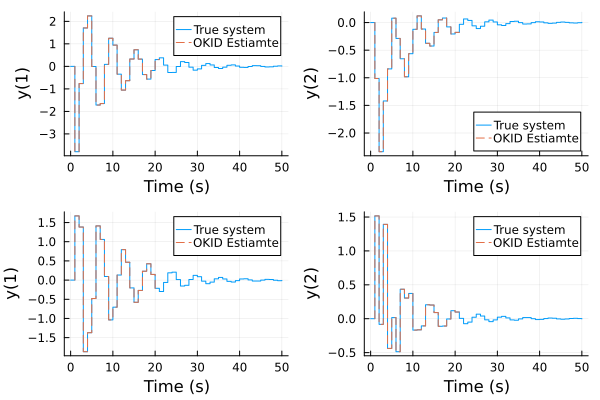 y(1)
2
1
0
−1
−2
−3
True system
OKID Estiamte
0 10 20 30 40 50
Time (s)
y(2)
0.0
−0.5
−1.0
−1.5
−2.0
True system
OKID Estiamte
0 10 20 30 40 50
Time (s)
y(1)
1.5
1.0
0.5
0.0
−0.5
−1.0
−1.5
True system
OKID Estiamte
0 10 20 30 40 50
Time (s)
y(2)
1.5
1.0
0.5
0.0
−0.5
True system
OKID Estiamte
0 10 20 30 40 50
Time (s)